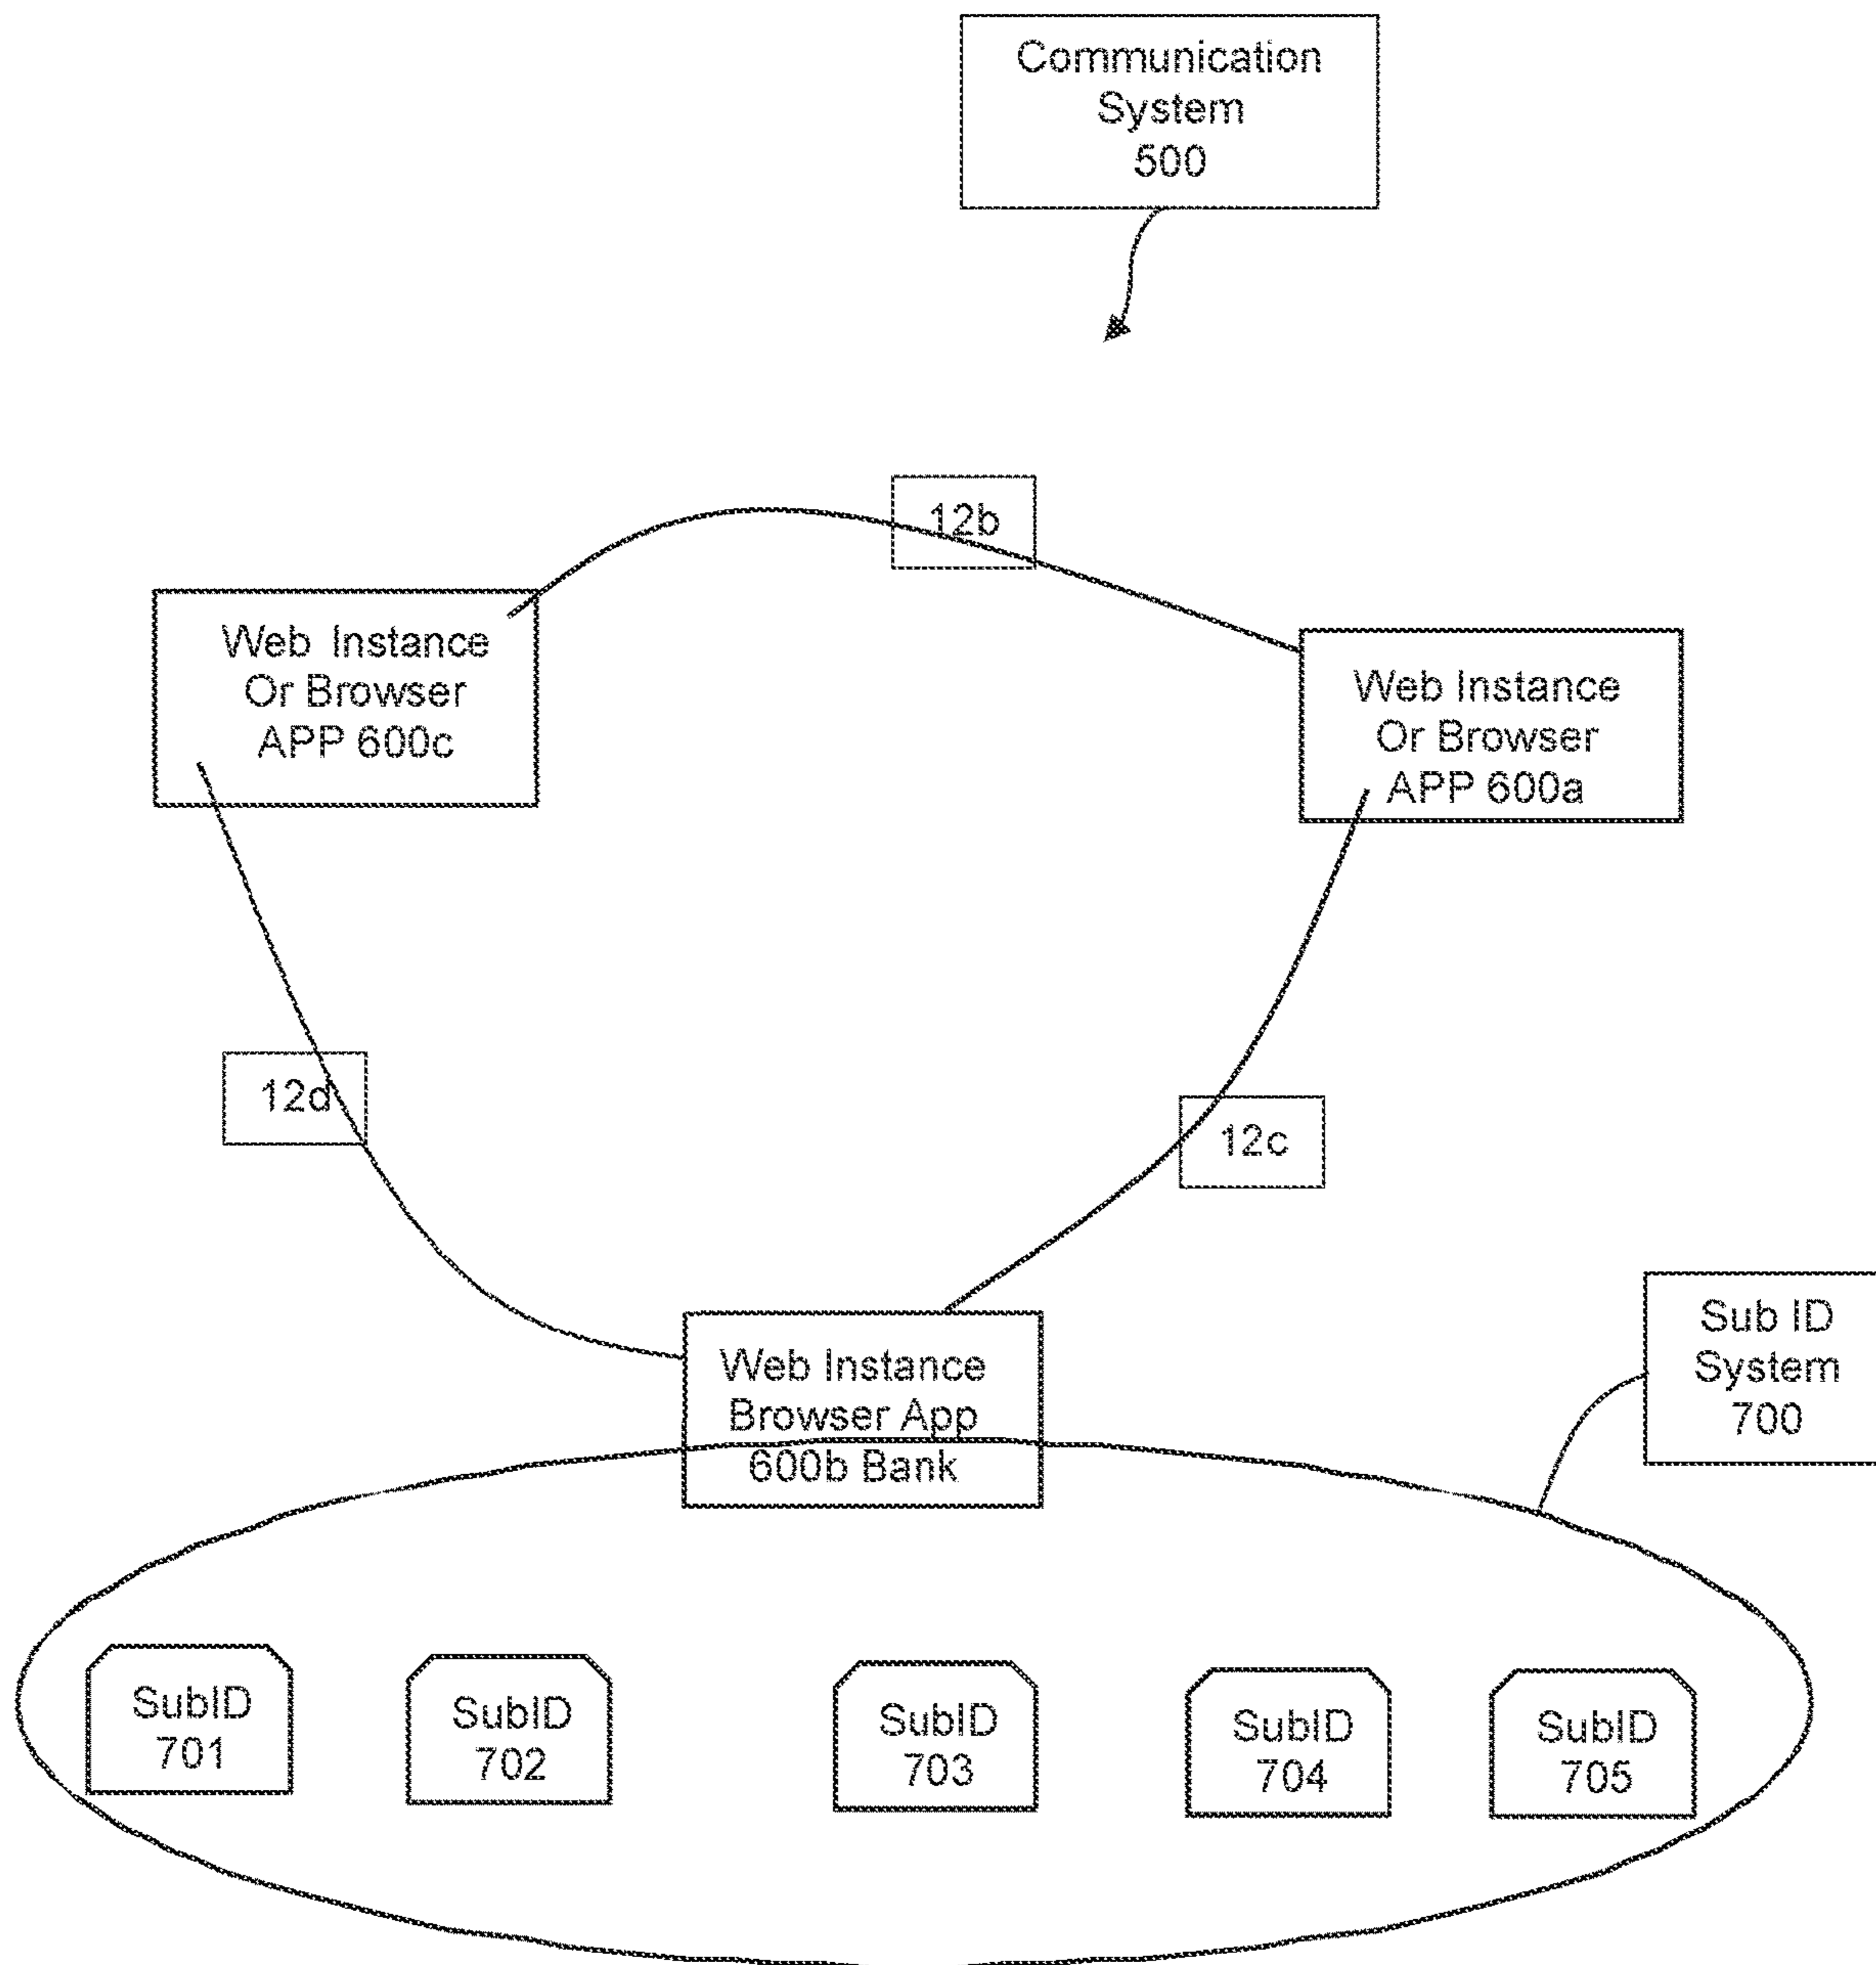 Communication
System
500
12b
Web Instance
Or Browser
APP 600c
Web Instance
Or Browser
APP 600a
12d
12c
Web Instance
Browser App
600b Bank
Sub ID
System
700
SubID
701
SubID
702
SubID
703
SubID
704
SubID
705